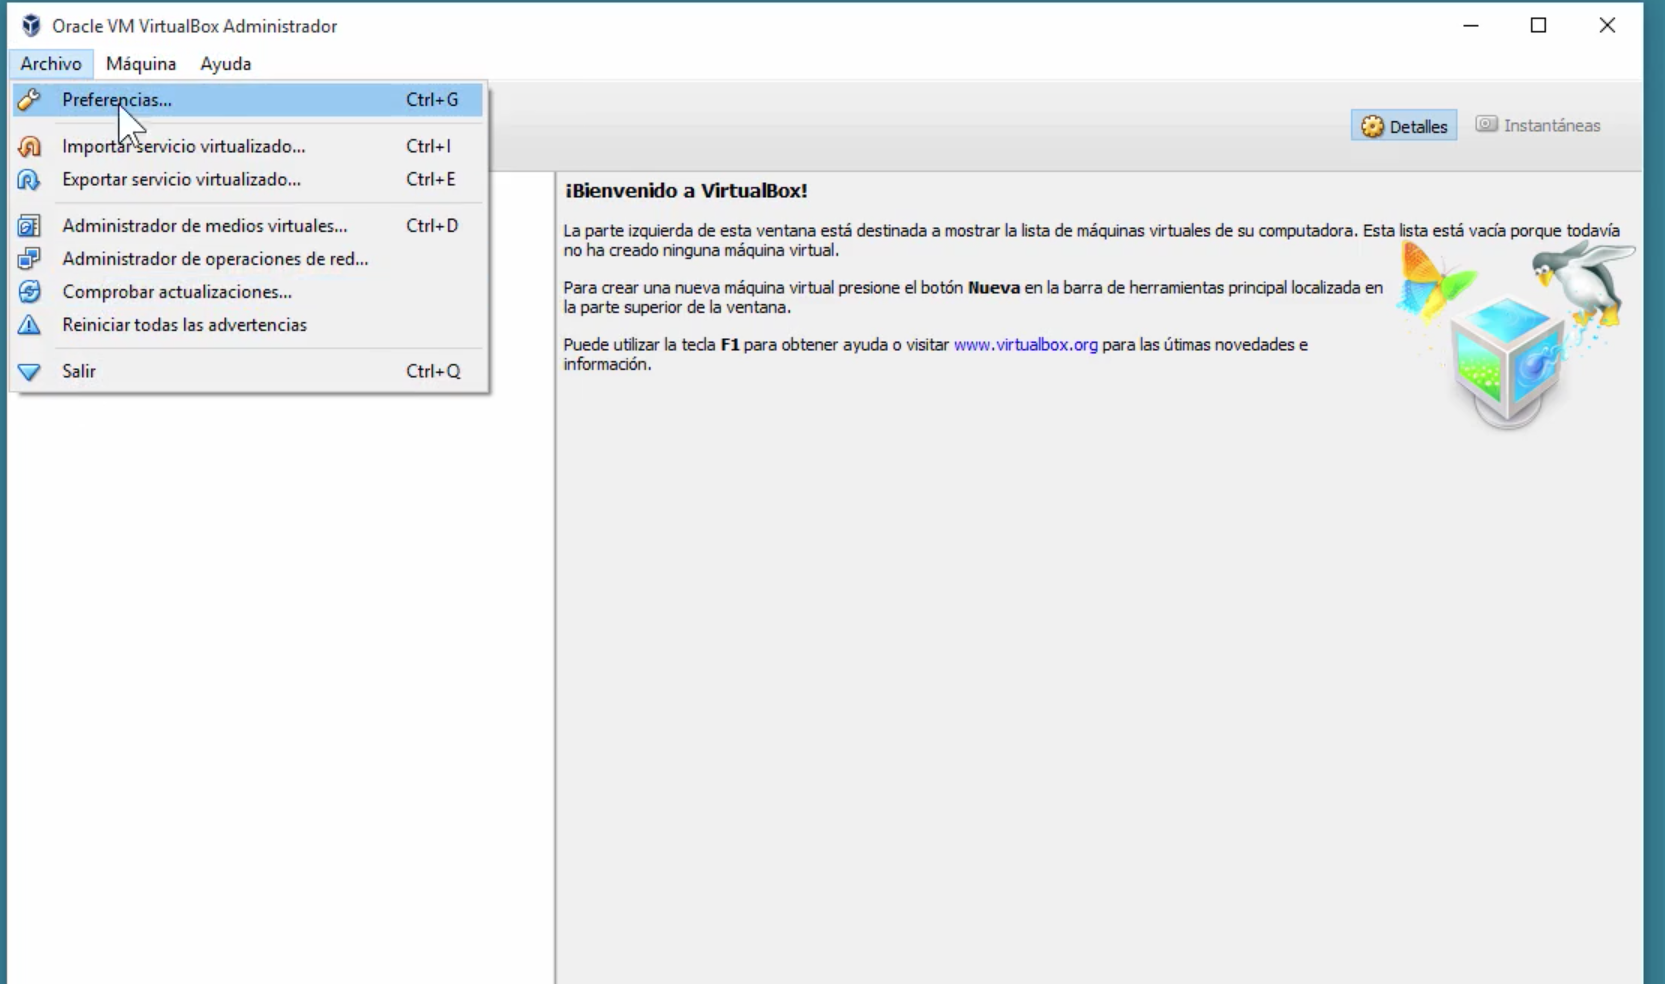 Oracle VM VirtualBox Administrador
Archivo Máquina Ayuda
Preferencias... Ctrl+G
Importar servicio virtualizado... Ctrl+I
Exportar servicio virtualizado... Ctrl+E
Administrador de medios virtuales... Ctrl+D
Administrador de operaciones de red...
Comprobar actualizaciones...
Reiniciar todas las advertencias
Salir Ctrl+Q
Detalles Instantáneas
¡Bienvenido a VirtualBox!
La parte izquierda de esta ventana está destinada a mostrar la lista de máquinas virtuales de su computadora. Esta lista está vacía porque todavía
no ha creado ninguna máquina virtual.
Para crear una nueva máquina virtual presione el botón Nueva en la barra de herramientas principal localizada en
la parte superior de la ventana.
Puede utilizar la tecla F1 para obtener ayuda o visitar www.virtualbox.org para las útimas novedades e
información.